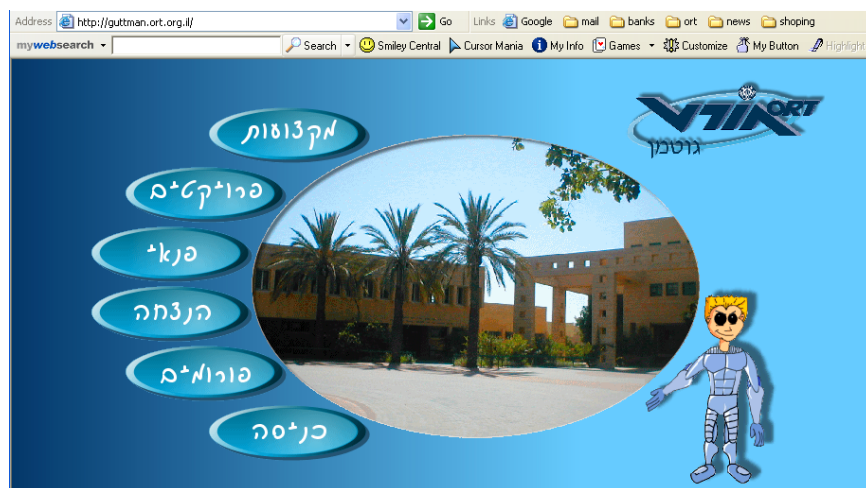 Address http://guttman.ort.org.il/ Go Links Google mail banks ort news shoping
mywebsearch Search Smiley Central Cursor Mania My Info Games Customize My Button Highlight
ORT
אורט
גוטמן
מקצועות
פרויקטים
פנאי
הנצחה
פורומים
כניסה